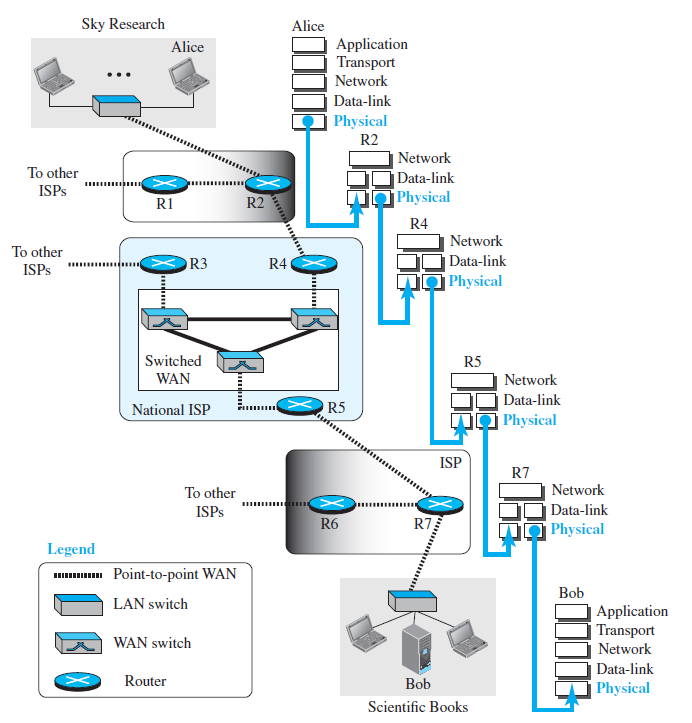 Sky Research
Alice
To other
ISPs
R1
R2
To other
ISPs
R3
R4
Switched
WAN
National ISP
R5
ISP
To other
ISPs
R6
R7
Bob
Scientific Books
Legend
Point-to-point WAN
LAN switch
WAN switch
Router
Alice
Application
Transport
Network
Data-link
Physical
R2
Network
Data-link
Physical
R4
Network
Data-link
Physical
R5
Network
Data-link
Physical
R7
Network
Data-link
Physical
Bob
Application
Transport
Network
Data-link
Physical